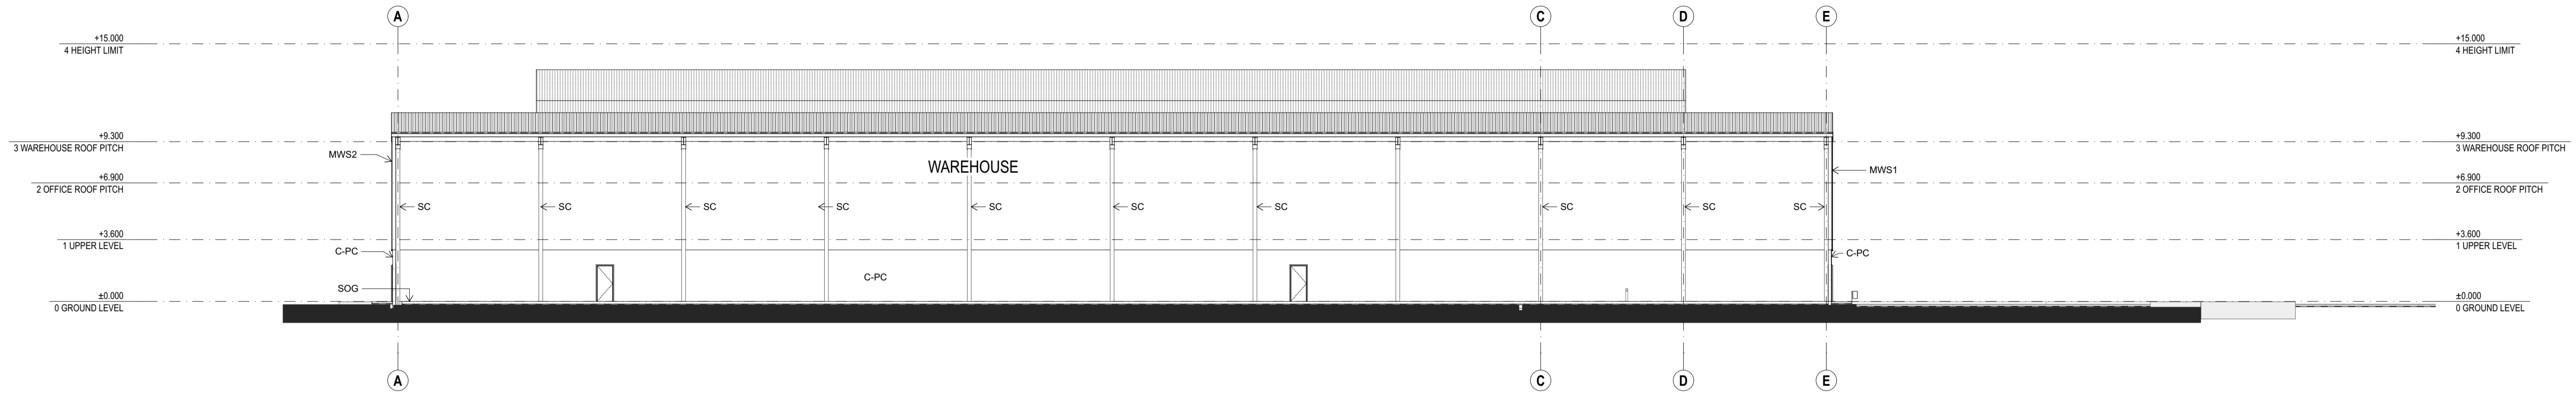 A
C
D
E
+15.000
4 HEIGHT LIMIT
+15.000
4 HEIGHT LIMIT
+9.300
3 WAREHOUSE ROOF PITCH
+9.300
3 WAREHOUSE ROOF PITCH
MWS2
WAREHOUSE
MWS1
+6.900
2 OFFICE ROOF PITCH
+6.900
2 OFFICE ROOF PITCH
SC
SC
SC
SC
SC
SC
SC
SC
SC
SC
+3.600
1 UPPER LEVEL
+3.600
1 UPPER LEVEL
C-PC
C-PC
C-PC
SOG
±0.000
0 GROUND LEVEL
±0.000
0 GROUND LEVEL
A
C
D
E